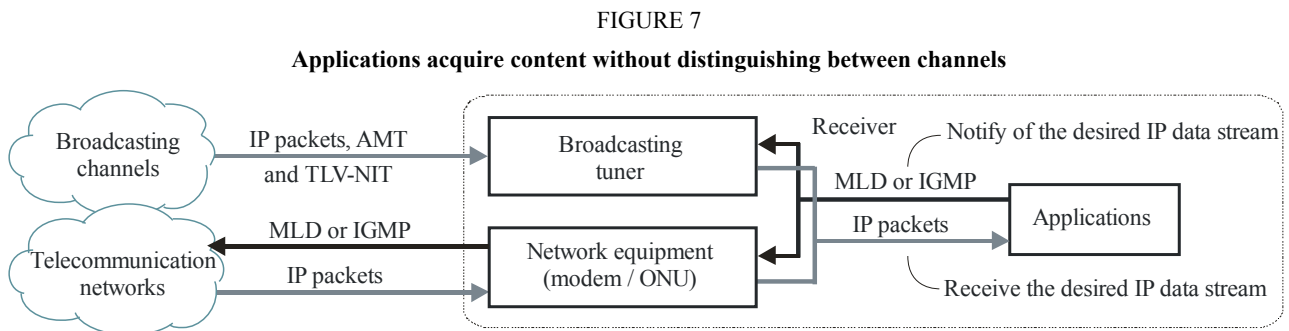 FIGURE 7
Applications acquire content without distinguishing between channels
Broadcasting
channels
IP packets, AMT
and TLV-NIT
Broadcasting
tuner
Receiver
Notify of the desired IP data stream
MLD or IGMP
Applications
IP packets
Telecommunication
networks
MLD or IGMP
IP packets
Network equipment
(modem / ONU)
Receive the desired IP data stream